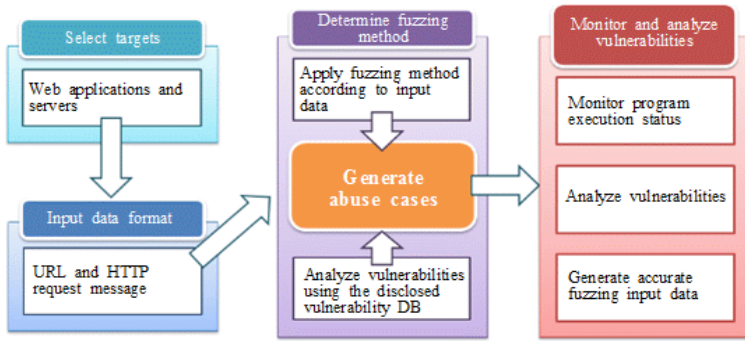 Select targets
Web applications and
servers
Input data format
URL and HTTP
request message
Determine fuzzing
method
Apply fuzzing method
according to input
data
Generate
abuse cases
Analyze vulnerabilities
using the disclosed
vulnerability DB
Monitor and analyze
vulnerabilities
Monitor program
execution status
Analyze vulnerabilities
Generate accurate
fuzzing input data